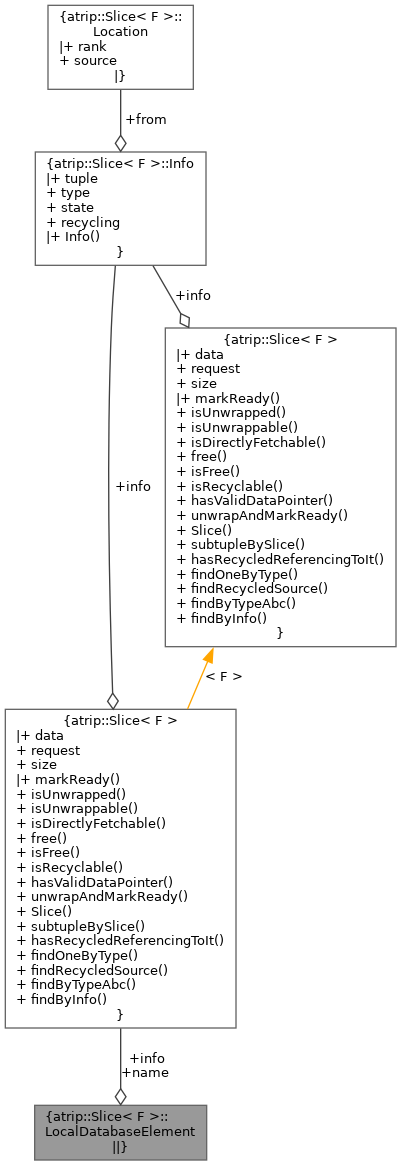 {atrip::Slice< F >::
Location
|+ rank
+ source
|}
+from
{atrip::Slice< F >::Info
|+ tuple
+ type
+ state
+ recycling
|+ Info()
}
+info
{atrip::Slice< F >
|+ data
+ request
+ size
|+ markReady()
+ isUnwrapped()
+ isUnwrappable()
+ isDirectlyFetchable()
+ free()
+ isFree()
+ isRecyclable()
+ hasValidDataPointer()
+ unwrapAndMarkReady()
+ Slice()
+ subtupleBySlice()
+ hasRecycledReferencingToIt()
+ findOneByType()
+ findRecycledSource()
+ findByTypeAbc()
+ findByInfo()
}
+info
< F >
{atrip::Slice< F >
|+ data
+ request
+ size
|+ markReady()
+ isUnwrapped()
+ isUnwrappable()
+ isDirectlyFetchable()
+ free()
+ isFree()
+ isRecyclable()
+ hasValidDataPointer()
+ unwrapAndMarkReady()
+ Slice()
+ subtupleBySlice()
+ hasRecycledReferencingToIt()
+ findOneByType()
+ findRecycledSource()
+ findByTypeAbc()
+ findByInfo()
}
+info
+name
{atrip::Slice< F >::
LocalDatabaseElement
||}